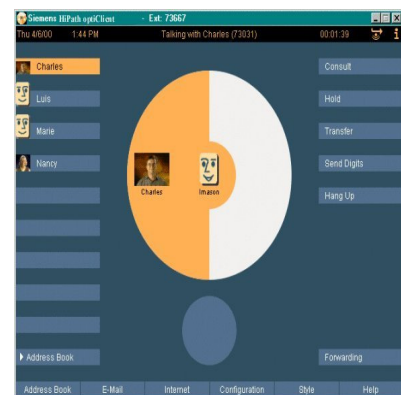 Siemens HiPath optiClient - Ext: 73667
Thu 4/6/00 1:44 PM Talking with Charles (73031) 00:01:39
Charles
Luis
Marie
Nancy
Address Book
Charles
Imason
Consult
Hold
Transfer
Send Digits
Hang Up
Forwarding
Address Book E-Mail Internet Configuration Style Help